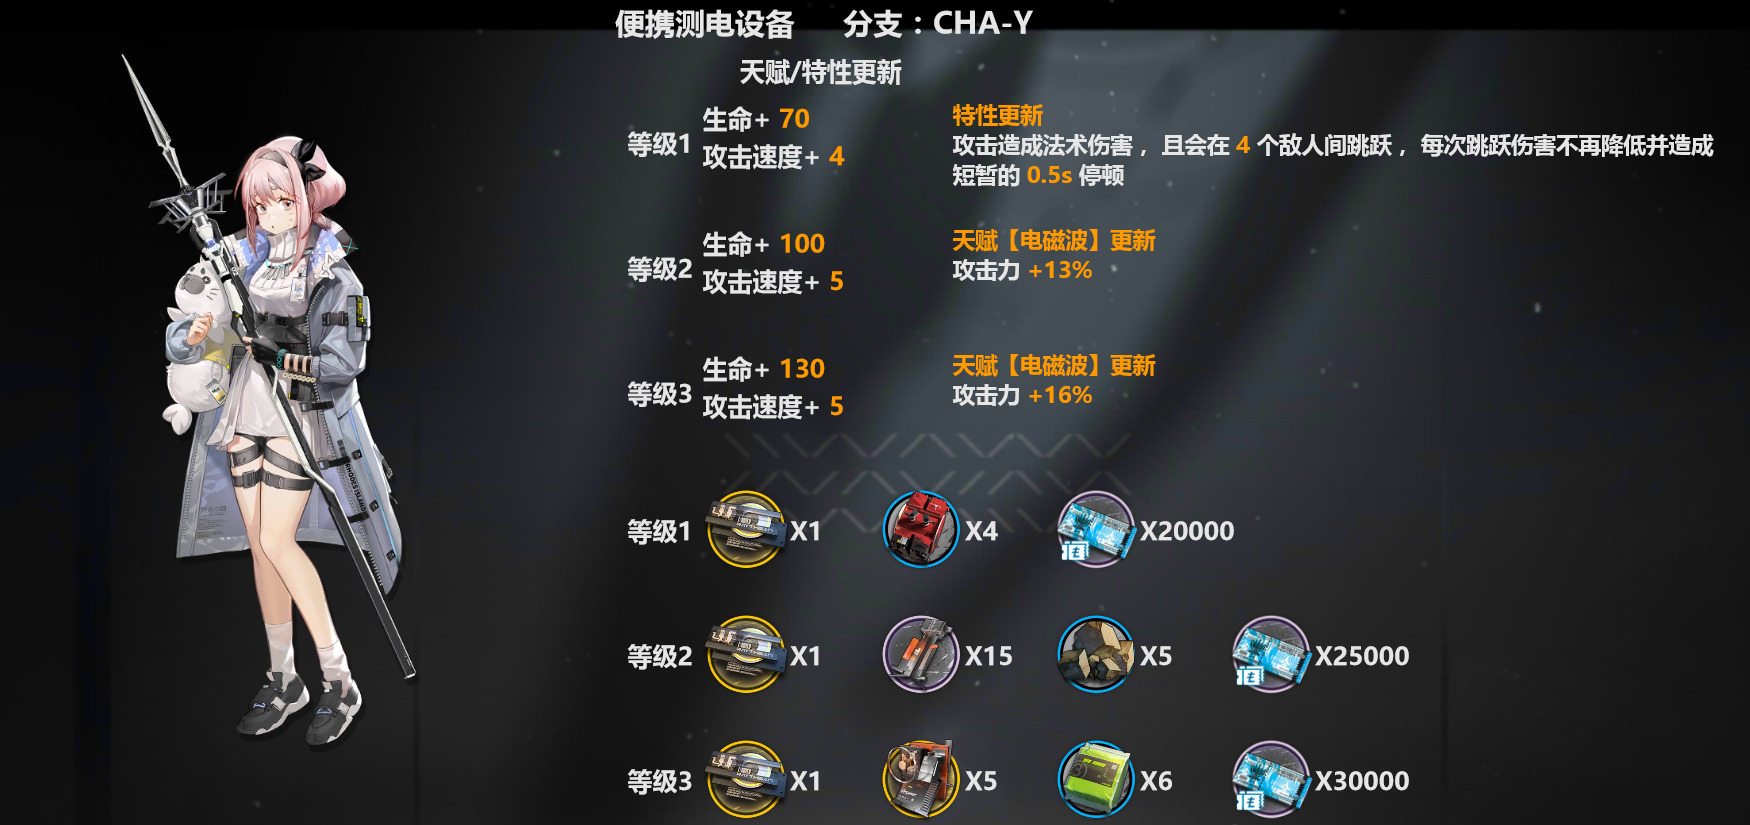 便携测电设备 分支：CHA-Y
天赋/特性更新
等级1
生命+ 70
攻击速度+ 4
特性更新
攻击造成法术伤害，且会在 4 个敌人间跳跃，每次跳跃伤害不再降低并造成
短暂的 0.5s 停顿
等级2
生命+ 100
攻击速度+ 5
天赋【电磁波】更新
攻击力 +13%
等级3
生命+ 130
攻击速度+ 5
天赋【电磁波】更新
攻击力 +16%
等级1 X1 X4 X20000
等级2 X1 X15 X5 X25000
等级3 X1 X5 X6 X30000